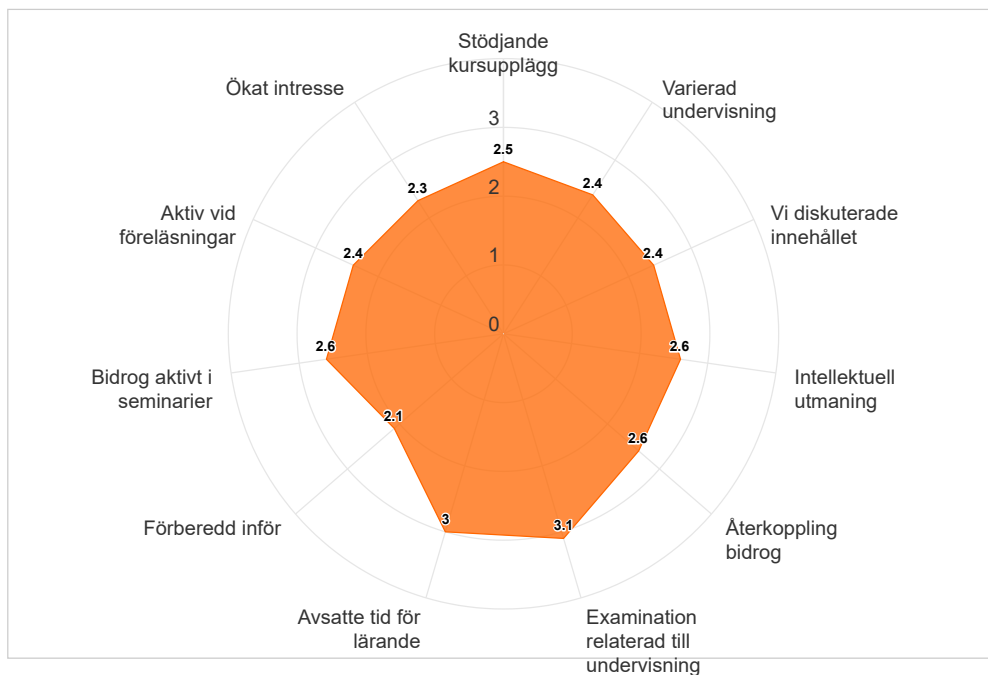 Stödjande
kursupplägg
Ökat intresse
Varierad
undervisning
3
2.5
2.4
2.3
2
Aktiv vid
föreläsningar
Vi diskuterade
innehållet
2.4
2.4
1
0
2.6
2.6
Bidrog aktivt i
seminarier
Intellektuell
utmaning
2.1
2.6
Förberedd inför
Återkoppling
bidrog
3
3.1
Avsatte tid för
lärande
Examination
relaterad till
undervisning